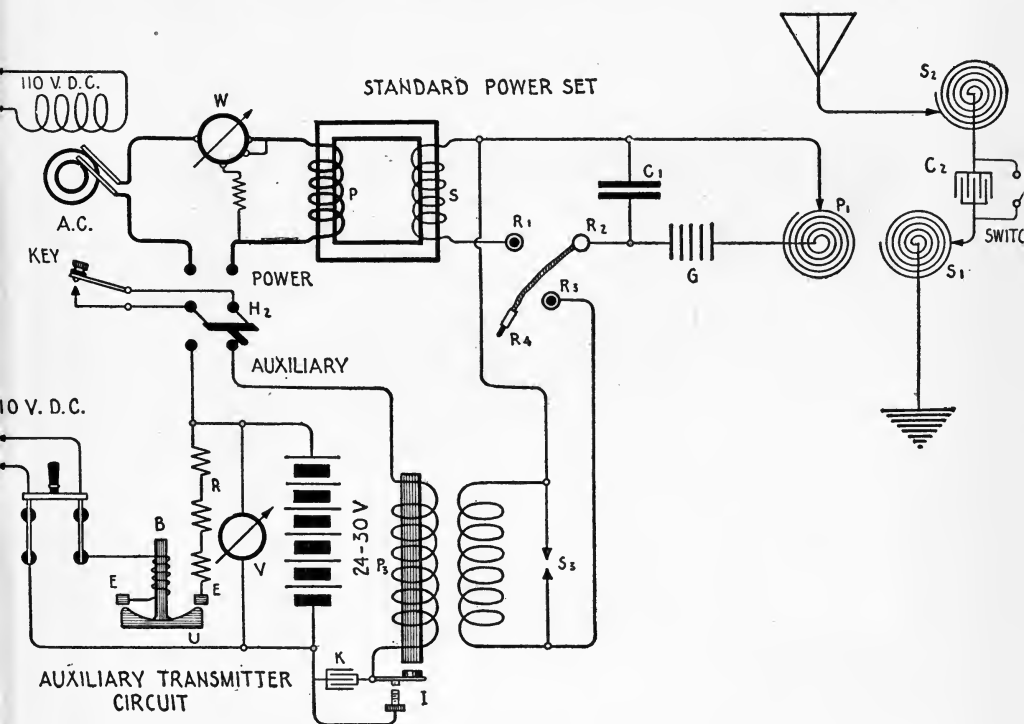 110 V. D.C.
W
STANDARD POWER SET
S2
A.C.
P
S
C1
C2
R1
R2
P1
S1
KEY
POWER
G
R3
H2
R4
AUXILIARY
10 V. D.C.
R
B
V
24-30 V
P3
S3
E
E
U
K
I
AUXILIARY TRANSMITTER
CIRCUIT